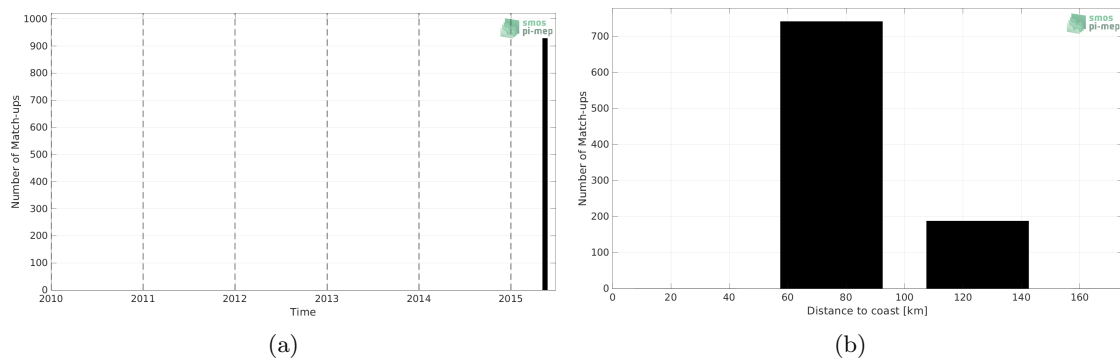 1000
900
800
700
600
500
400
300
200
100
0
Number of Match-ups
2010 2011 2012 2013 2014 2015
Time
smos
pi-mep
(a)
700
600
500
400
300
200
100
0
Number of Match-ups
0 20 40 60 80 100 120 140 160
Distance to coast [km]
smos
pi-mep
(b)